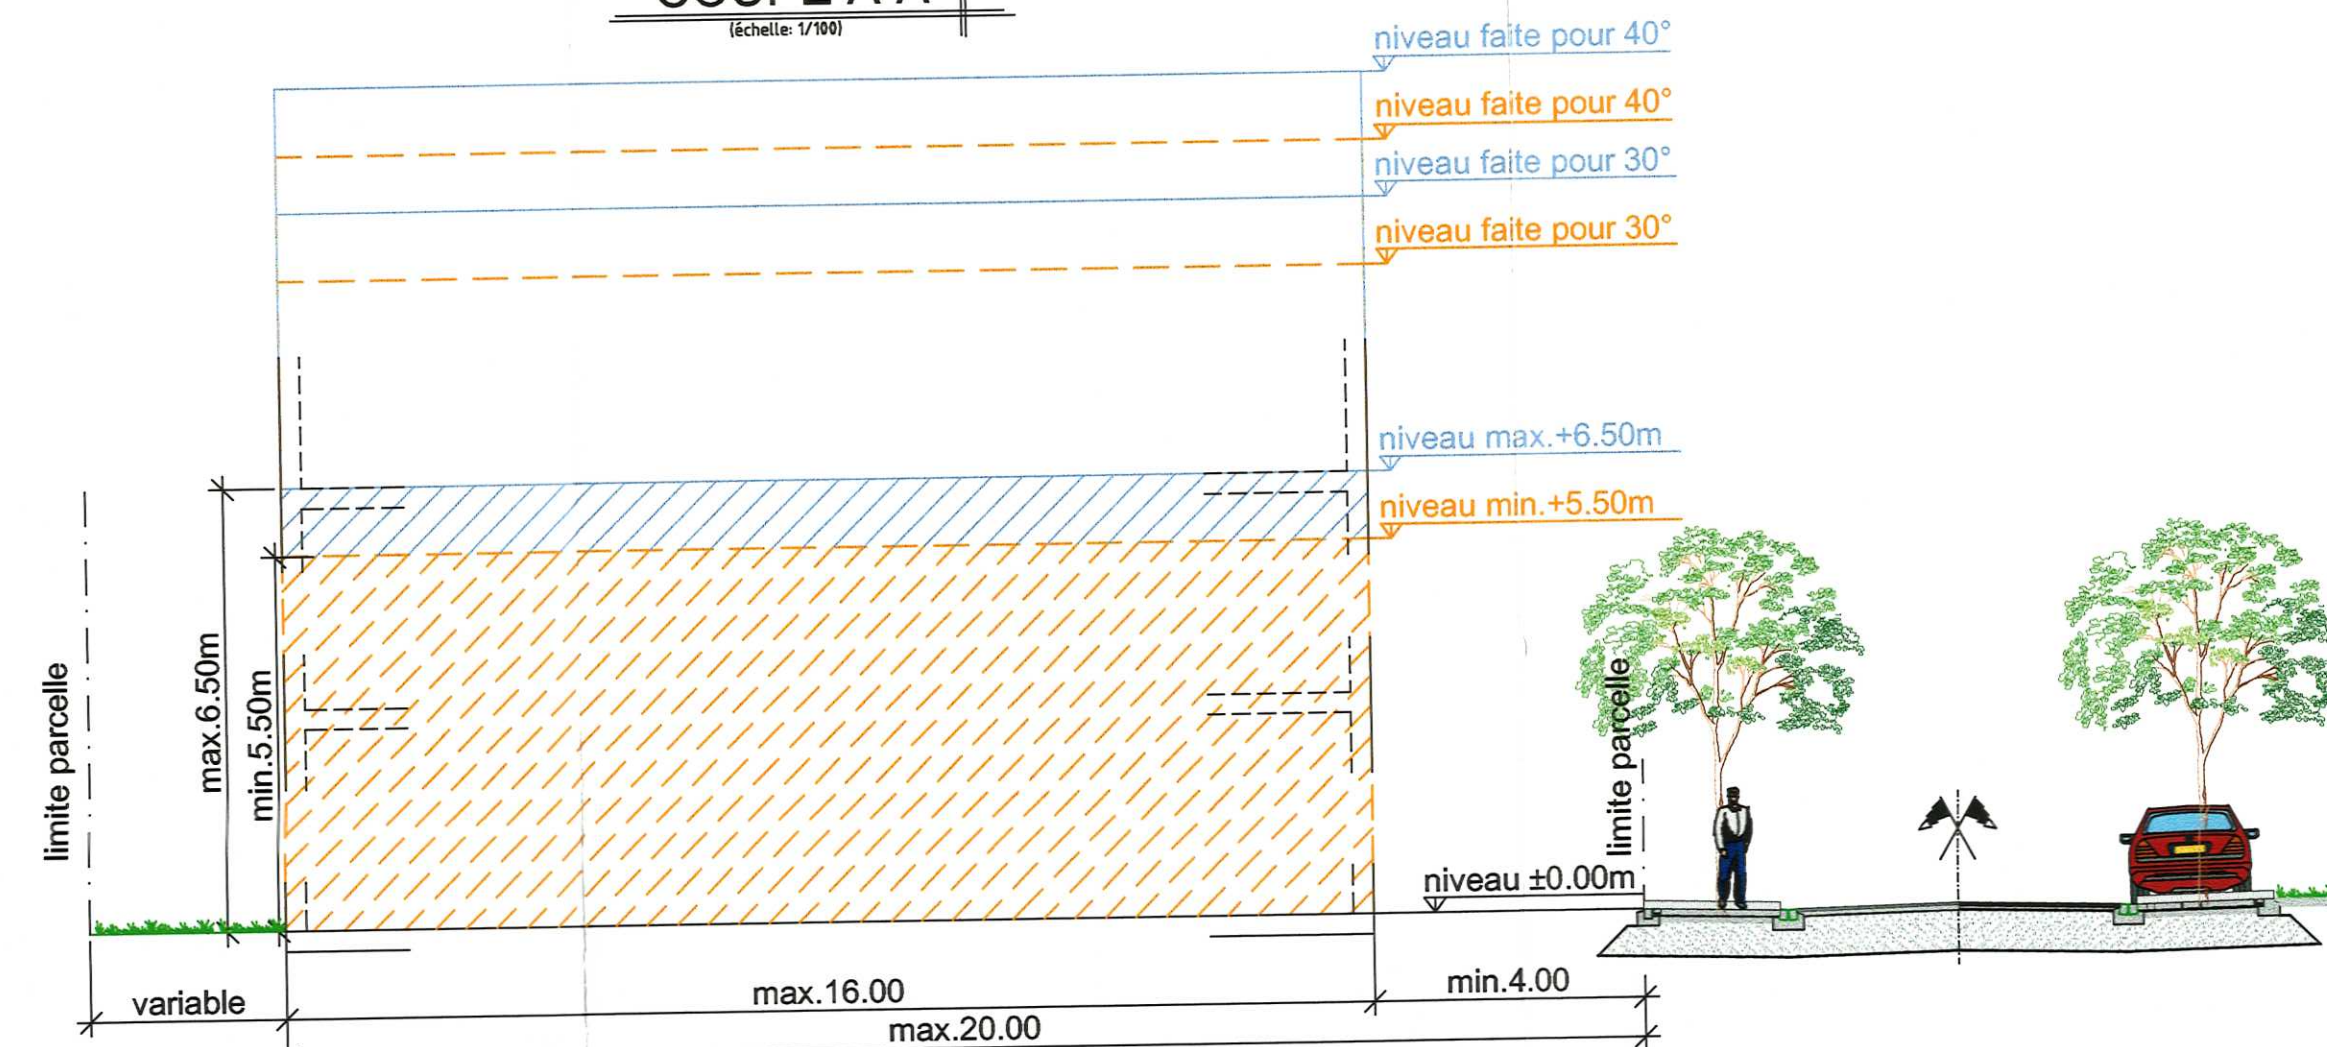 (échelle: 1/100)
niveau faite pour 40°
niveau faite pour 40°
niveau faite pour 30°
niveau faite pour 30°
niveau max.+6.50m
niveau min.+5.50m
limite parcelle
max.6.50m
min.5.50m
limite parcelle
niveau ±0.00m
variable
max.16.00
min.4.00
max.20.00